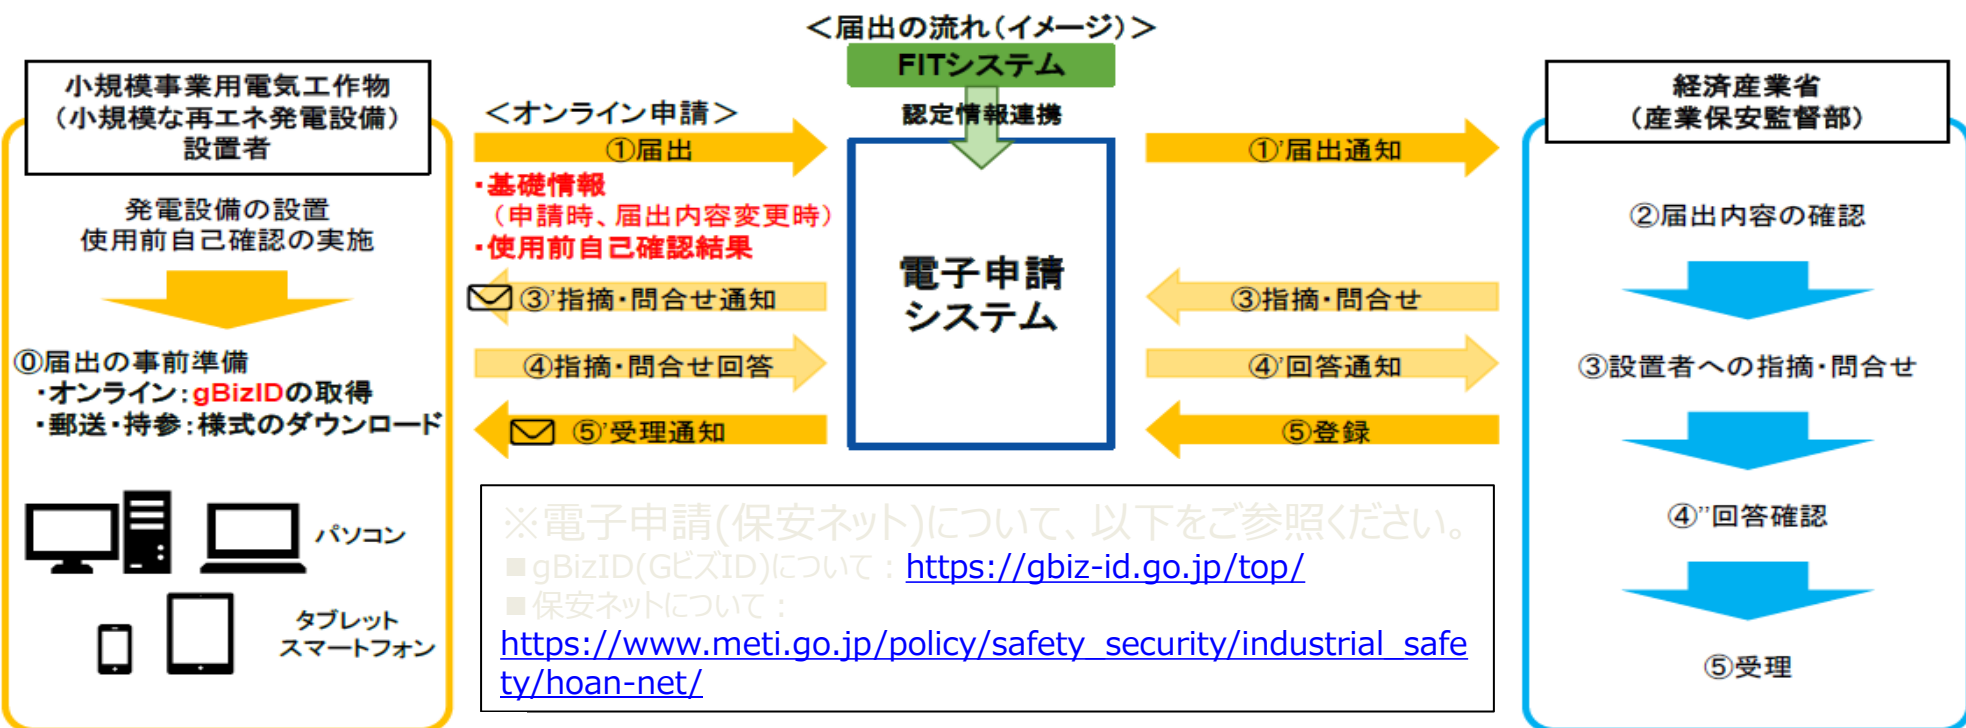 ＜届出の流れ（イメージ）＞
FITシステム
認定情報連携
小規模事業用電気工作物
（小規模な再エネ発電設備）
設置者
発電設備の設置
使用前自己確認の実施
⓪届出の事前準備
・オンライン：gBizIDの取得
・郵送・持参：様式のダウンロード
パソコン
タブレット
スマートフォン
＜オンライン申請＞
①届出
・基礎情報
（申請時、届出内容変更時）
・使用前自己確認結果
③’指摘・問合せ通知
④指摘・問合せ回答
⑤’受理通知
電子申請
システム
①’届出通知
③指摘・問合せ
④’回答通知
⑤登録
経済産業省
（産業保安監督部）
②届出内容の確認
③設置者への指摘・問合せ
④’’回答確認
⑤受理
※電子申請(保安ネット)について、以下をご参照ください。
■gBizID(GビズID)について：https://gbiz-id.go.jp/top/
■保安ネットについて：
https://www.meti.go.jp/policy/safety_security/industrial_safe
ty/hoan-net/